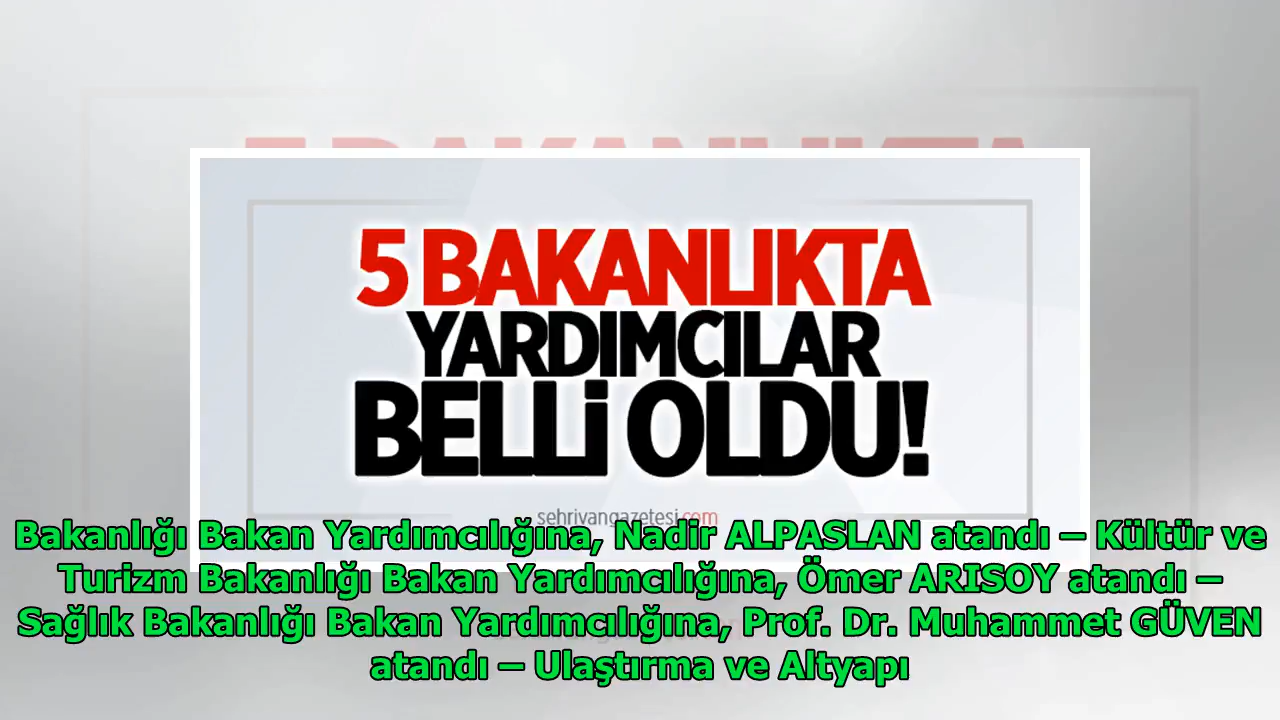 5 BAKANLIKTA
YARDIMCILAR
BELLİ OLDU!
sehrivangazetesi.com
Bakanlığı Bakan Yardımcılığına, Nadir ALPASLAN atandı – Kültür ve
Turizm Bakanlığı Bakan Yardımcılığına, Ömer ARISOY atandı –
Sağlık Bakanlığı Bakan Yardımcılığına, Prof. Dr. Muhammet GÜVEN
atandı – Ulaştırma ve Altyapı